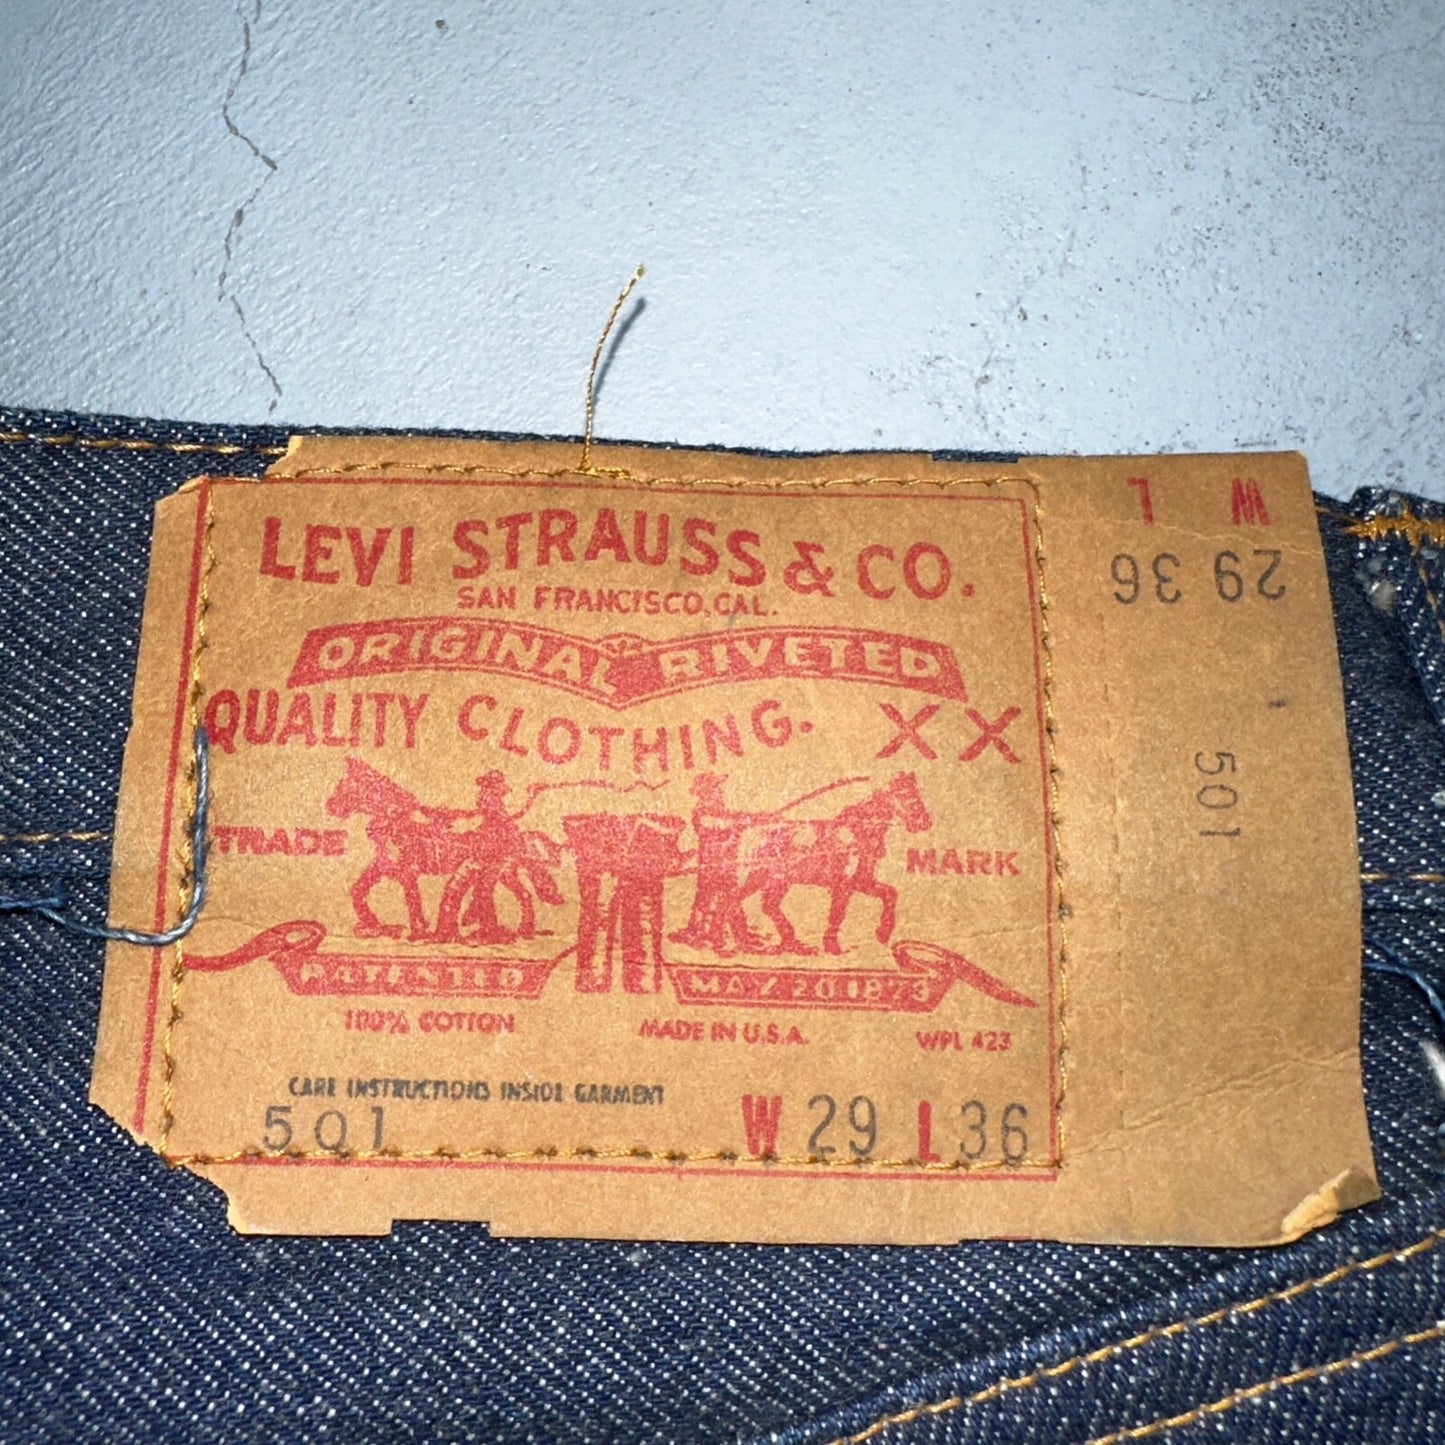 LEVI STRAUSS & CO.
SAN FRANCISCO, CAL.
ORIGINAL RIVETED
QUALITY CLOTHING. XX
TRADE MARK
PATENTED MAY 20 1873
100% COTTON MADE IN U.S.A. WPL 423
CARE INSTRUCTIONS INSIDE GARMENT
501 W 29 L 36
W L
29 36
501